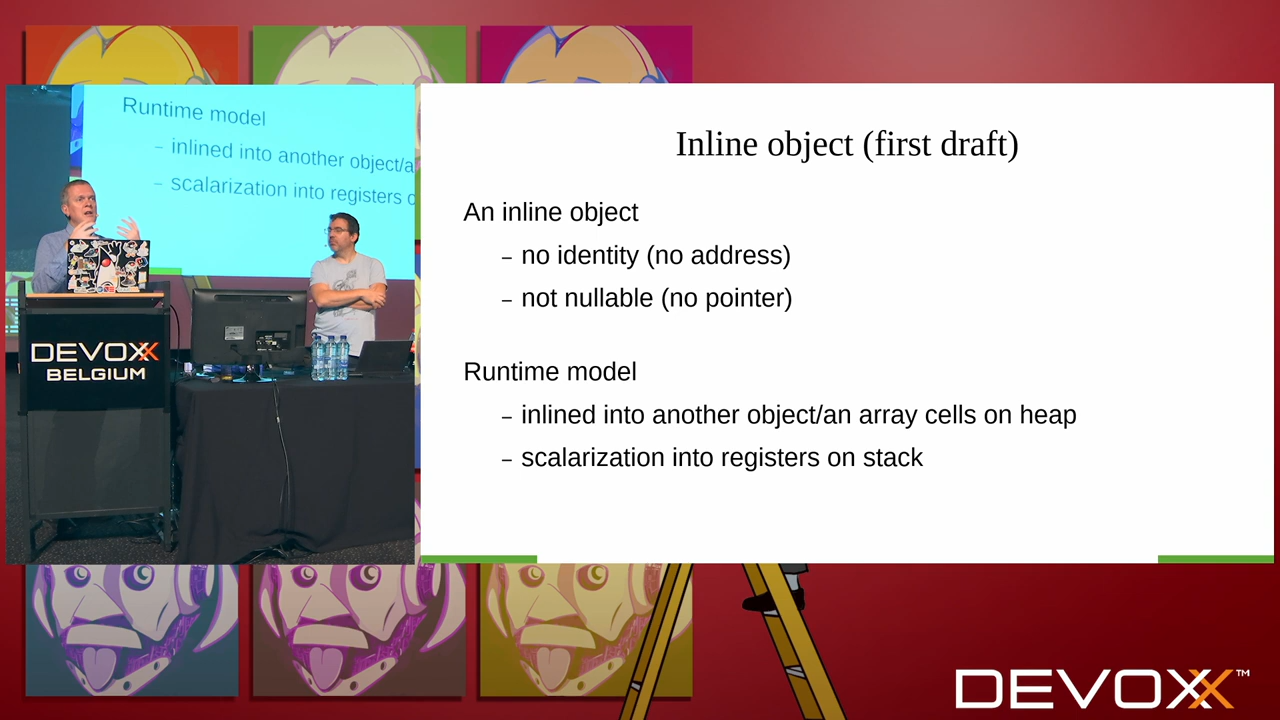 Runtime model
– inlined into another object/a
– scalarization into registers o
DEVOXX
BELGIUM
Inline object (first draft)
An inline object
– no identity (no address)
– not nullable (no pointer)
Runtime model
– inlined into another object/an array cells on heap
– scalarization into registers on stack
DEVOXX™